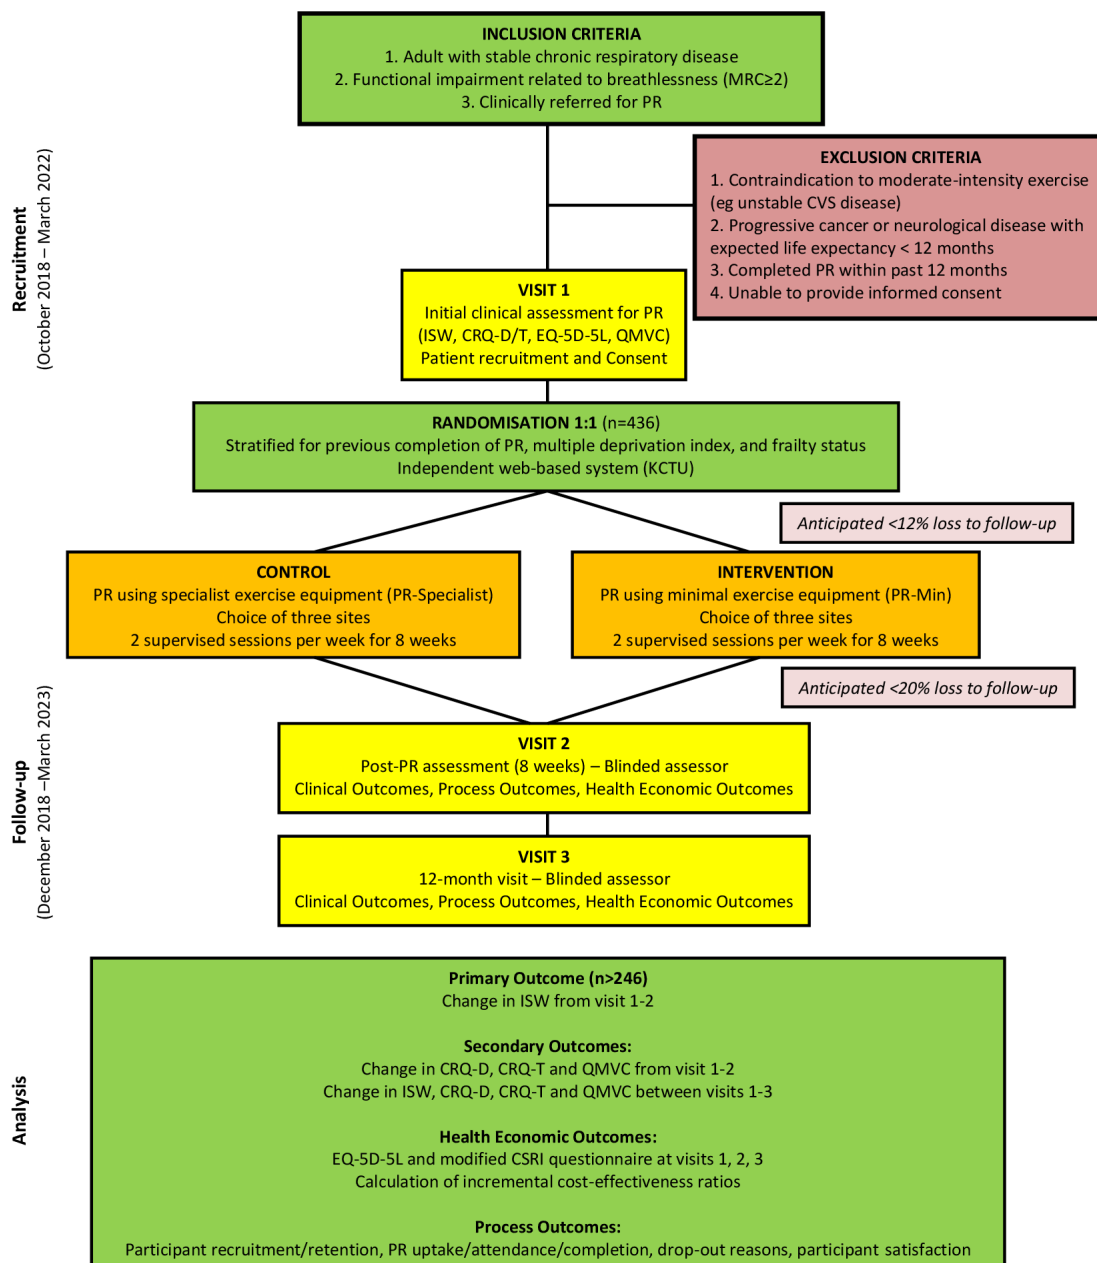 INCLUSION CRITERIA
1. Adult with stable chronic respiratory disease
2. Functional impairment related to breathlessness (MRC≥2)
3. Clinically referred for PR
Recruitment
(October 2018 – March 2022)
EXCLUSION CRITERIA
1. Contraindication to moderate-intensity exercise
(eg unstable CVS disease)
2. Progressive cancer or neurological disease with
expected life expectancy < 12 months
3. Completed PR within past 12 months
4. Unable to provide informed consent
VISIT 1
Initial clinical assessment for PR
(ISW, CRQ-D/T, EQ-5D-5L, QMVC)
Patient recruitment and Consent
RANDOMISATION 1:1 (n=436)
Stratified for previous completion of PR, multiple deprivation index, and frailty status
Independent web-based system (KCTU)
Anticipated <12% loss to follow-up
CONTROL
PR using specialist exercise equipment (PR-Specialist)
Choice of three sites
2 supervised sessions per week for 8 weeks
INTERVENTION
PR using minimal exercise equipment (PR-Min)
Choice of three sites
2 supervised sessions per week for 8 weeks
Anticipated <20% loss to follow-up
Follow-up
(December 2018 –March 2023)
VISIT 2
Post-PR assessment (8 weeks) – Blinded assessor
Clinical Outcomes, Process Outcomes, Health Economic Outcomes
VISIT 3
12-month visit – Blinded assessor
Clinical Outcomes, Process Outcomes, Health Economic Outcomes
Analysis
Primary Outcome (n>246)
Change in ISW from visit 1-2
Secondary Outcomes:
Change in CRQ-D, CRQ-T and QMVC from visit 1-2
Change in ISW, CRQ-D, CRQ-T and QMVC between visits 1-3
Health Economic Outcomes:
EQ-5D-5L and modified CSRI questionnaire at visits 1, 2, 3
Calculation of incremental cost-effectiveness ratios
Process Outcomes:
Participant recruitment/retention, PR uptake/attendance/completion, drop-out reasons, participant satisfaction